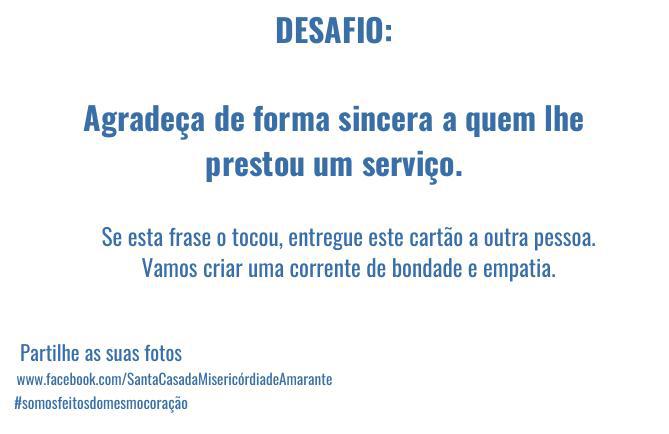 DESAFIO:
Agradeça de forma sincera a quem lhe
prestou um serviço.
Se esta frase o tocou, entregue este cartão a outra pessoa.
Vamos criar uma corrente de bondade e empatia.
Partilhe as suas fotos
www.facebook.com/SantaCasadaMisericórdiadeAmarante
#somosfeitosdomesmocoração